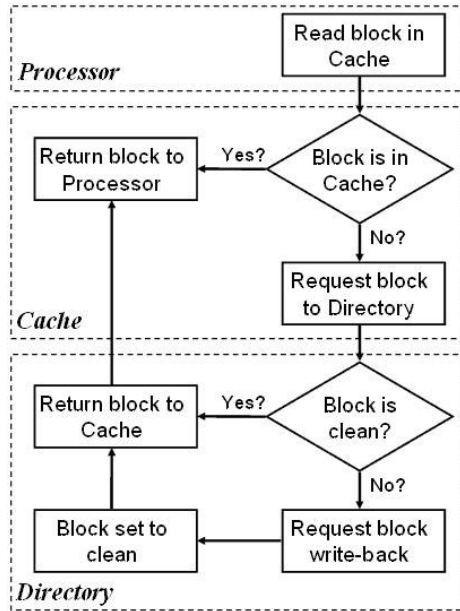 Read block in
Cache
Processor
Return block to
Processor
Yes?
Block is in
Cache?
No?
Request block
to Directory
Cache
Return block to
Cache
Yes?
Block is
clean?
No?
Block set to
clean
Request block
write-back
Directory